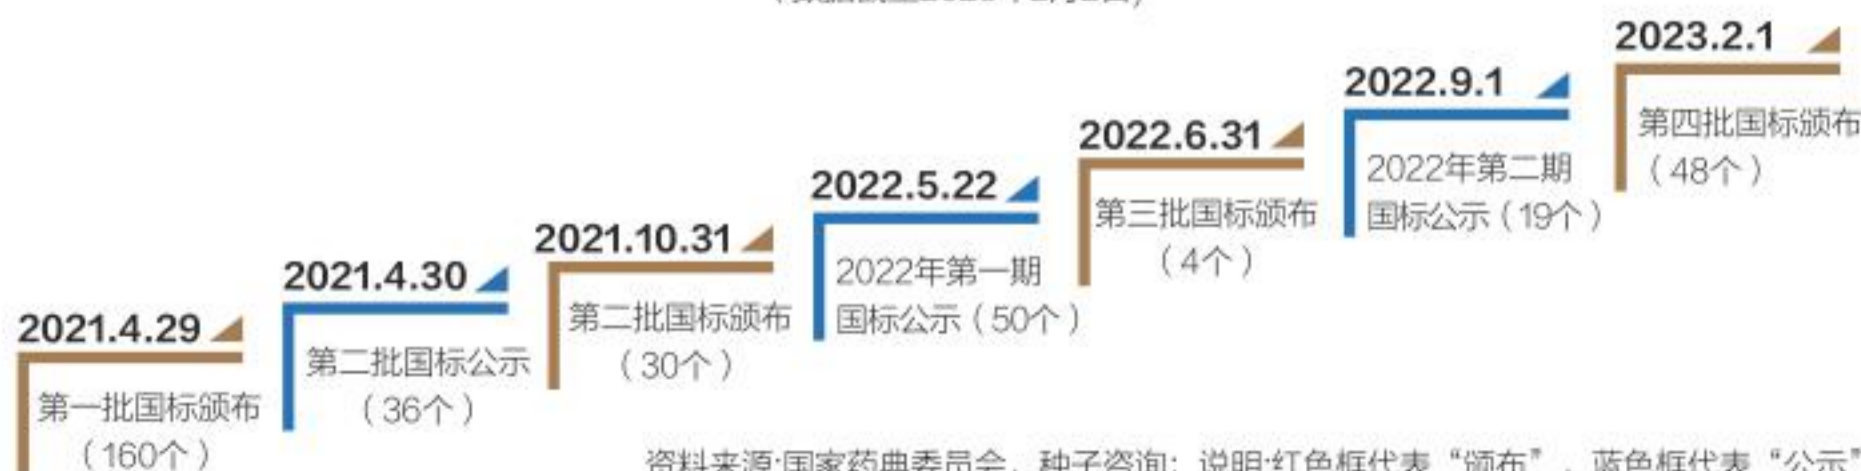 2023.2.1
第四批国标颁布
（48个）
2022.9.1
2022年第二期
国标公示（19个）
2022.6.31
第三批国标颁布
（4个）
2022.5.22
2022年第一期
国标公示（50个）
2021.10.31
第二批国标颁布
（30个）
2021.4.30
第二批国标公示
（36个）
2021.4.29
第一批国标颁布
（160个）
资料来源:国家药典委员会、种子咨询；说明:红色框代表“颁布”，蓝色框代表“公示”